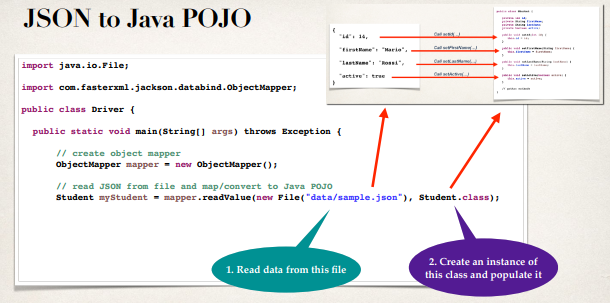 JSON to Java POJO
{
"id": 14,
"firstName": "Mario",
"lastName": "Rossi",
"active": true
}
Call setId(...)
Call setFirstName(...)
Call setLastName(...)
Call setActive(...)
import java.io.File;
import com.fasterxml.jackson.databind.ObjectMapper;
public class Driver {
public static void main(String[] args) throws Exception {
// create object mapper
ObjectMapper mapper = new ObjectMapper();
// read JSON from file and map/convert to Java POJO
Student myStudent = mapper.readValue(new File("data/sample.json"), Student.class);
1. Read data from this file
2. Create an instance of
this class and populate it